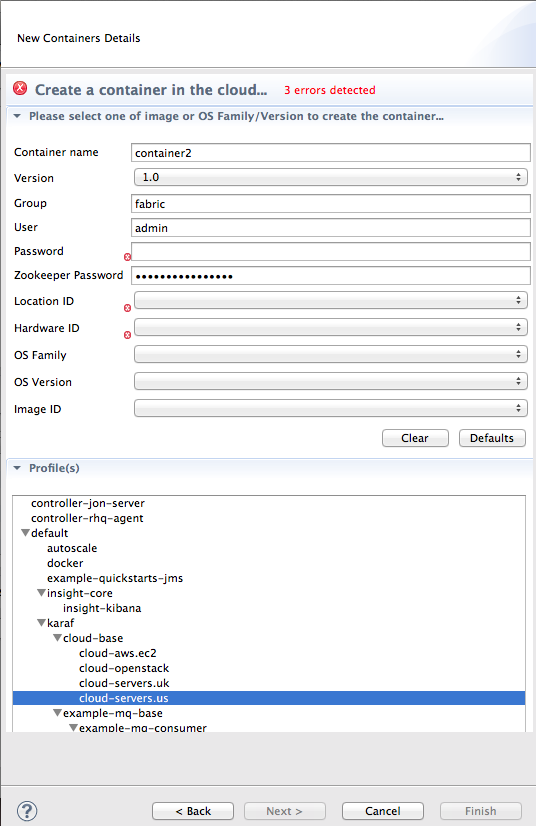 New Containers Details
Create a container in the cloud... 3 errors detected
Please select one of image or OS Family/Version to create the container...
Container name container2
Version 1.0
Group fabric
User admin
Password
Zookeeper Password ••••••••••••••••
Location ID
Hardware ID
OS Family
OS Version
Image ID
Clear Defaults
Profile(s)
controller-jon-server
controller-rhq-agent
default
autoscale
docker
example-quickstarts-jms
insight-core
insight-kibana
karaf
cloud-base
cloud-aws.ec2
cloud-openstack
cloud-servers.uk
cloud-servers.us
example-mq-base
example-mq-consumer
? < Back Next > Cancel Finish